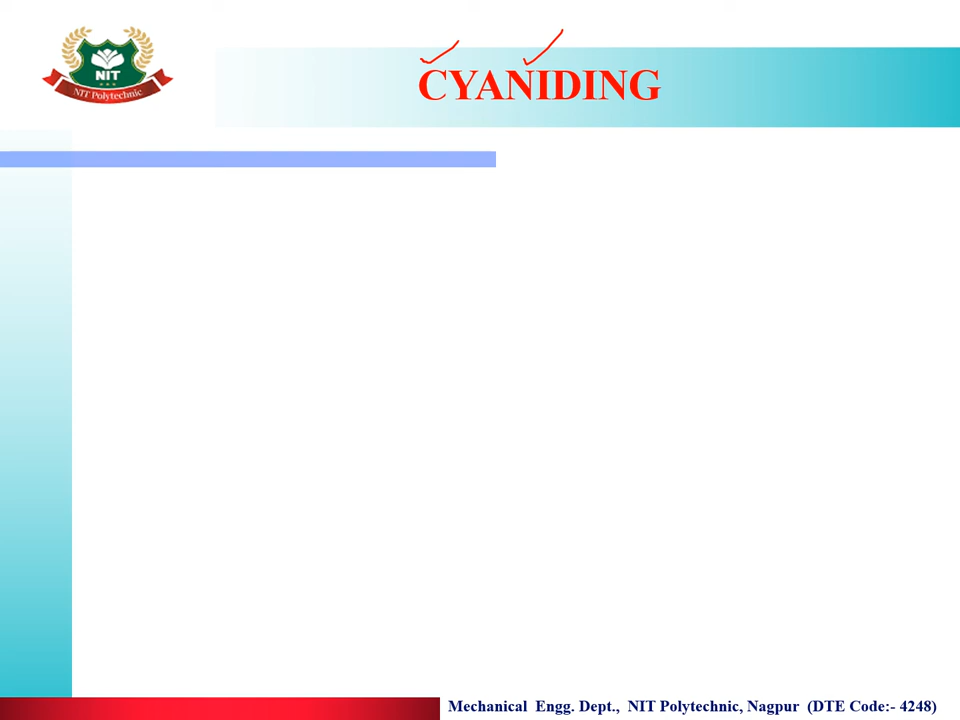 NIT
NIT Polytechnic
CYANIDING
Mechanical Engg. Dept., NIT Polytechnic, Nagpur (DTE Code:- 4248)